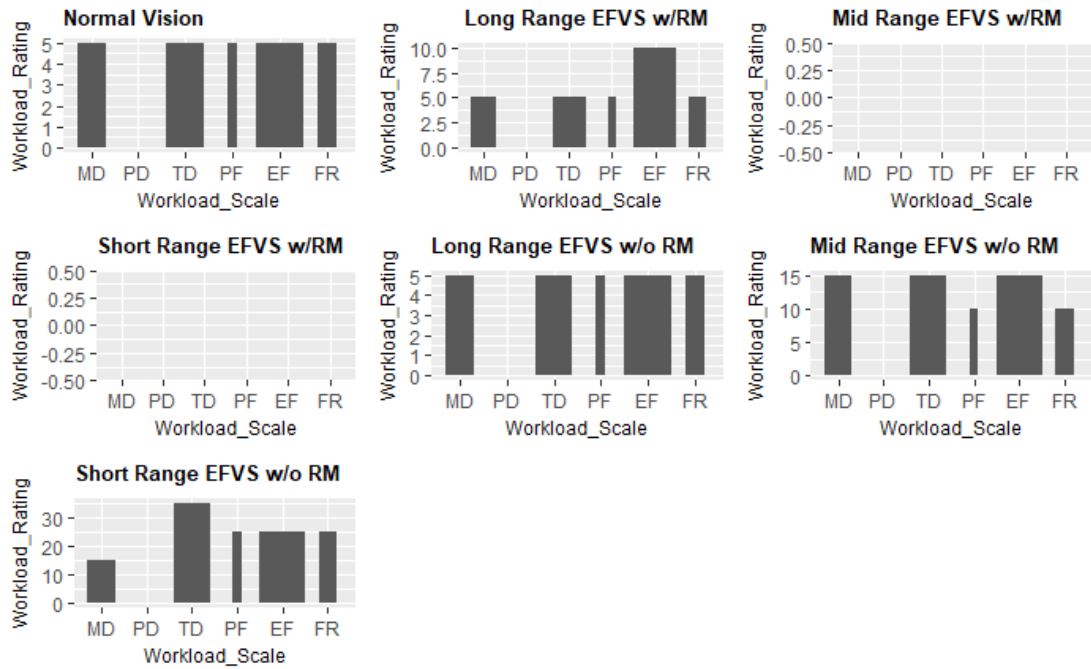 Normal Vision
Workload_Rating
5
4
3
2
1
0
MD PD TD PF EF FR
Workload_Scale
Long Range EFVS w/RM
Workload_Rating
10.0
7.5
5.0
2.5
0.0
MD PD TD PF EF FR
Workload_Scale
Mid Range EFVS w/RM
Workload_Rating
0.50
0.25
0.00
-0.25
-0.50
MD PD TD PF EF FR
Workload_Scale
Short Range EFVS w/RM
Workload_Rating
0.50
0.25
0.00
-0.25
-0.50
MD PD TD PF EF FR
Workload_Scale
Long Range EFVS w/o RM
Workload_Rating
5
4
3
2
1
0
MD PD TD PF EF FR
Workload_Scale
Mid Range EFVS w/o RM
Workload_Rating
15
10
5
0
MD PD TD PF EF FR
Workload_Scale
Short Range EFVS w/o RM
Workload_Rating
30
20
10
0
MD PD TD PF EF FR
Workload_Scale